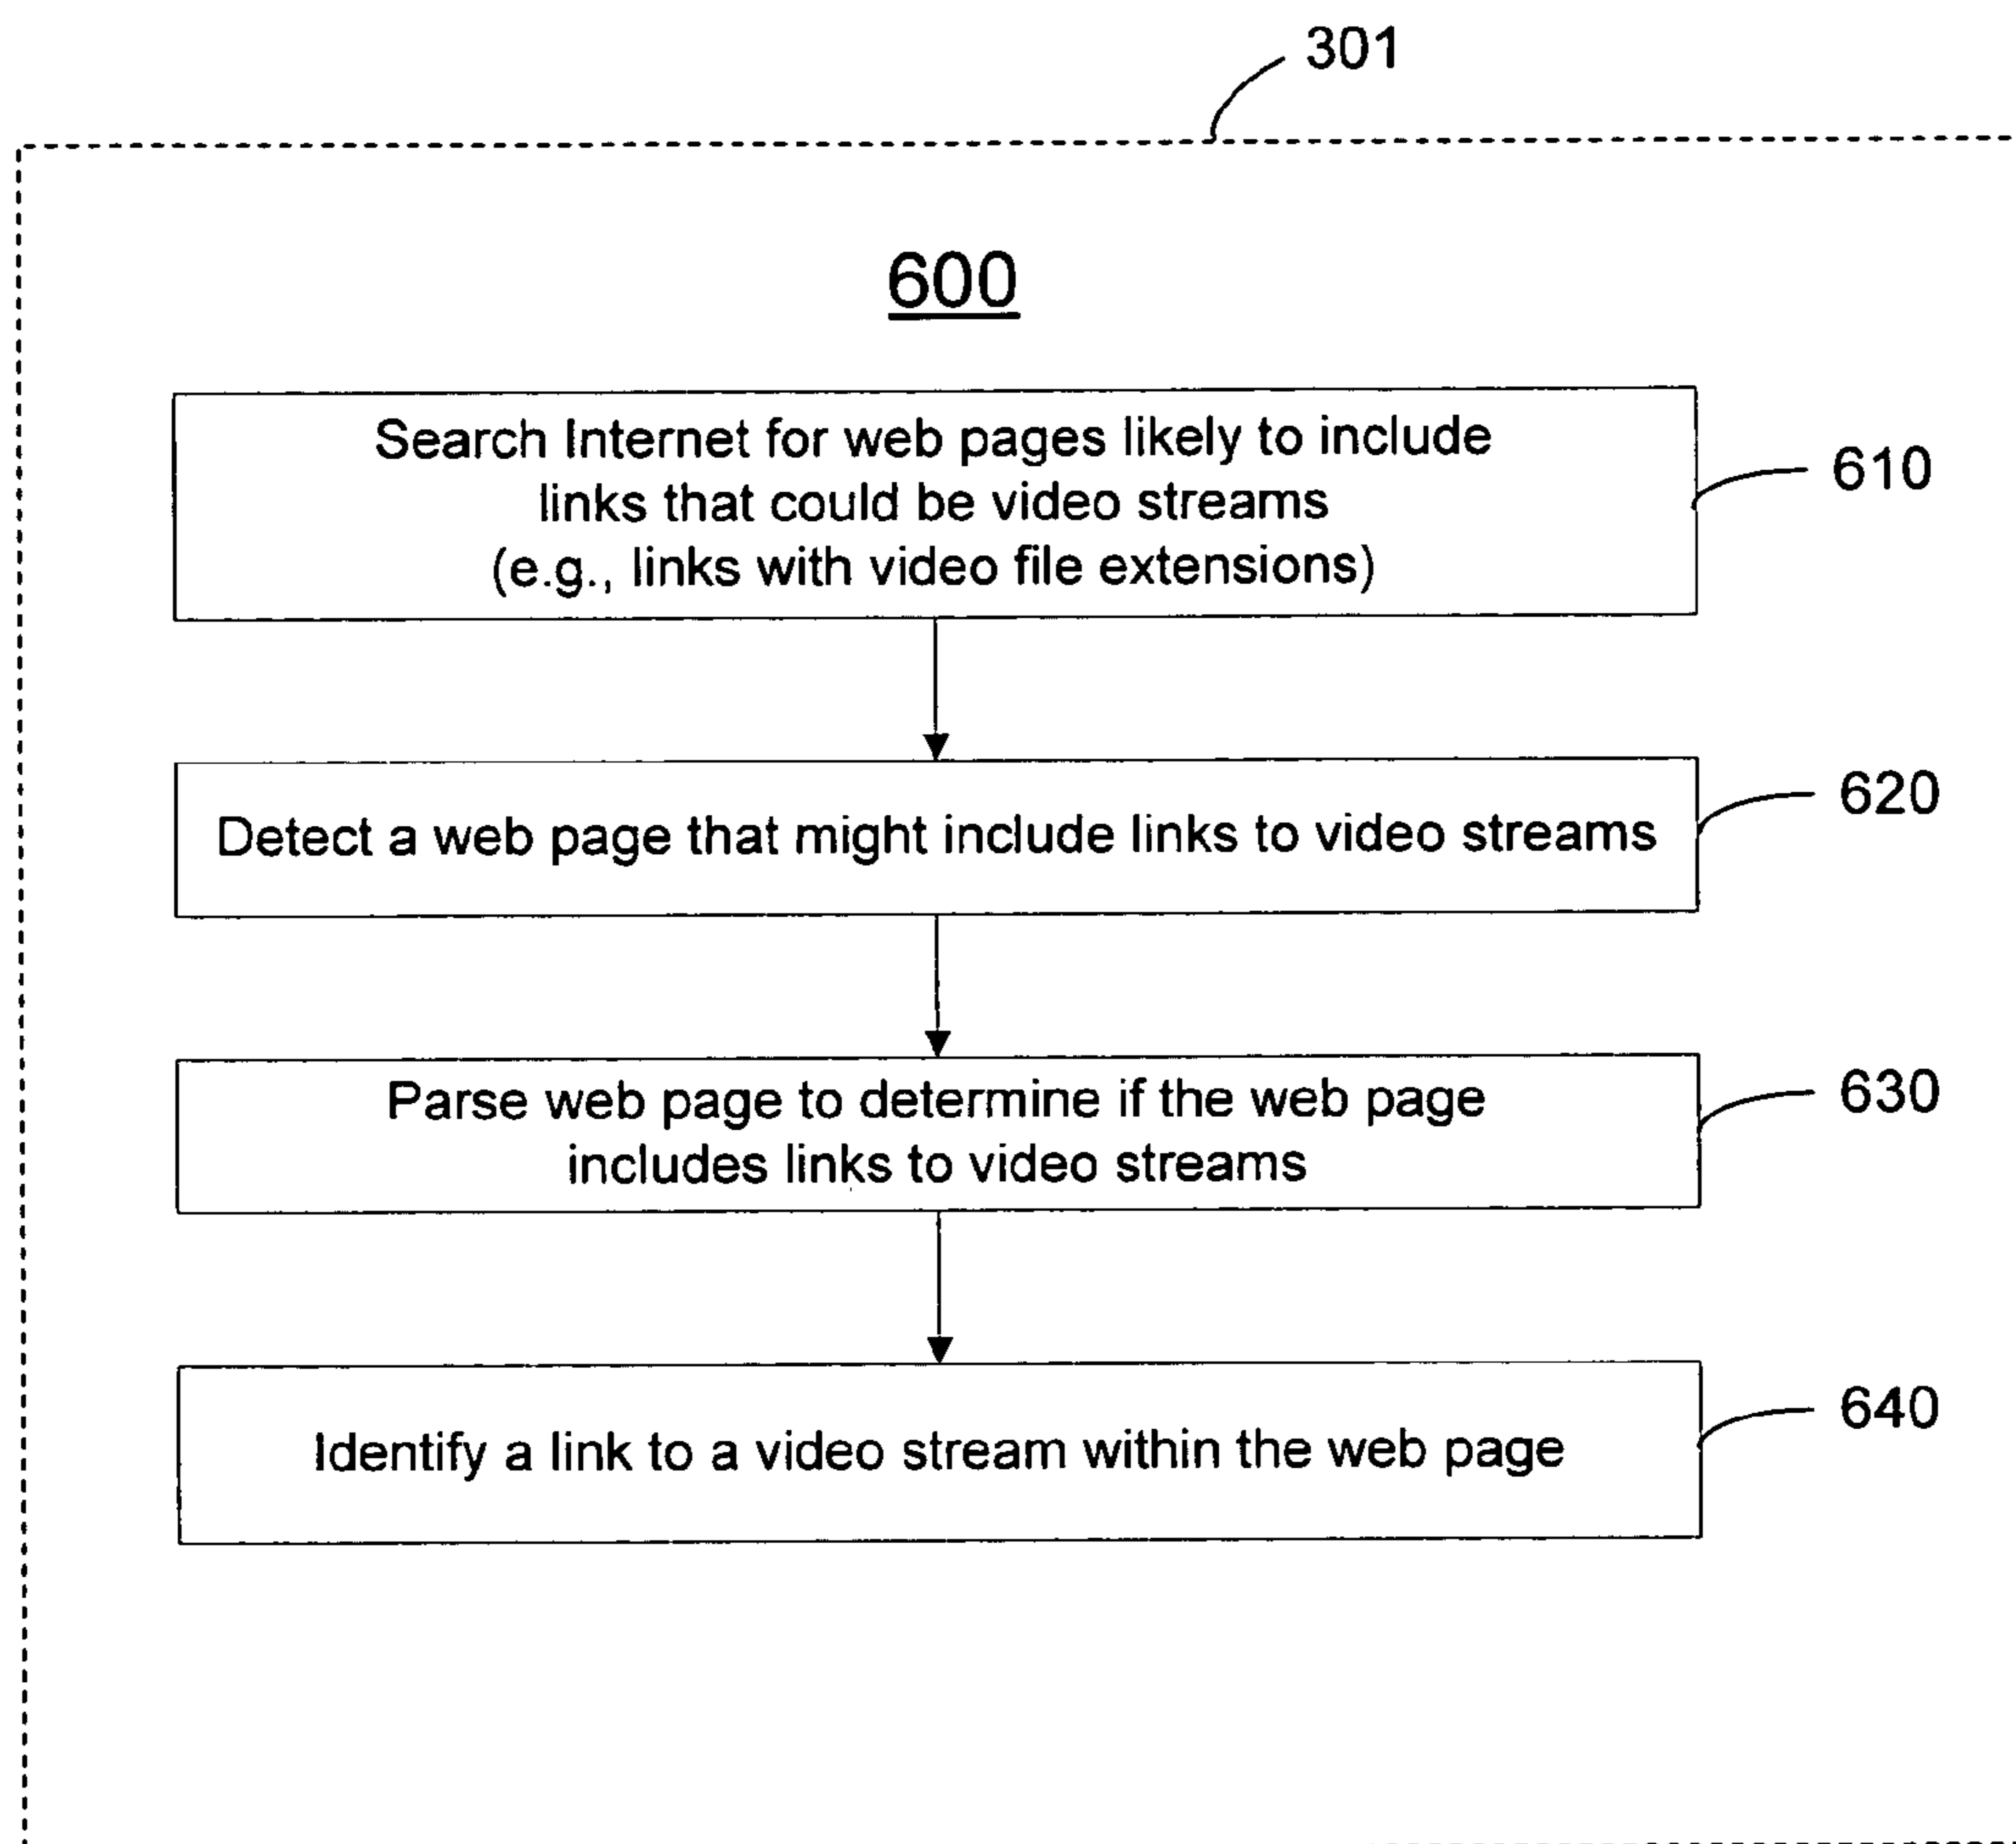 301
600
Search Internet for web pages likely to include
links that could be video streams
(e.g., links with video file extensions)
610
Detect a web page that might include links to video streams
620
Parse web page to determine if the web page
includes links to video streams
630
Identify a link to a video stream within the web page
640